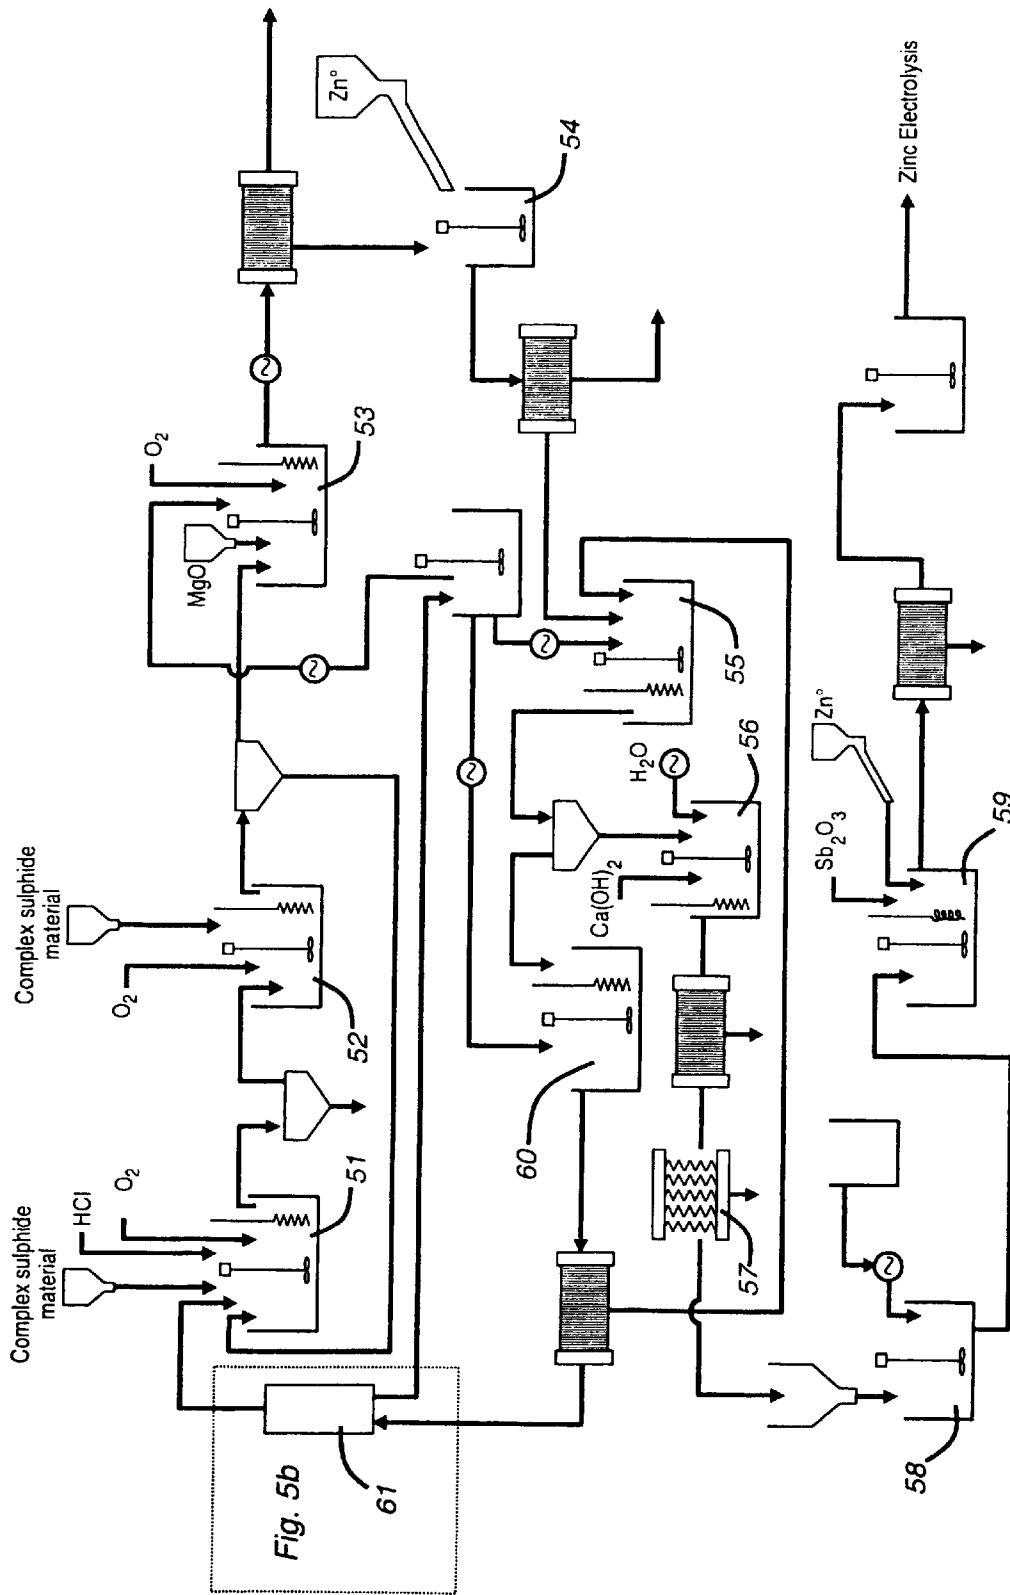 Complex sulphide
material
HCl
O₂
51
Complex sulphide
material
O₂
52
MgO
O₂
53
Zn°
54
55
H₂O
Ca(OH)₂
56
60
57
Fig. 5b
61
58
Sb₂O₃
Zn°
59
Zinc Electrolysis